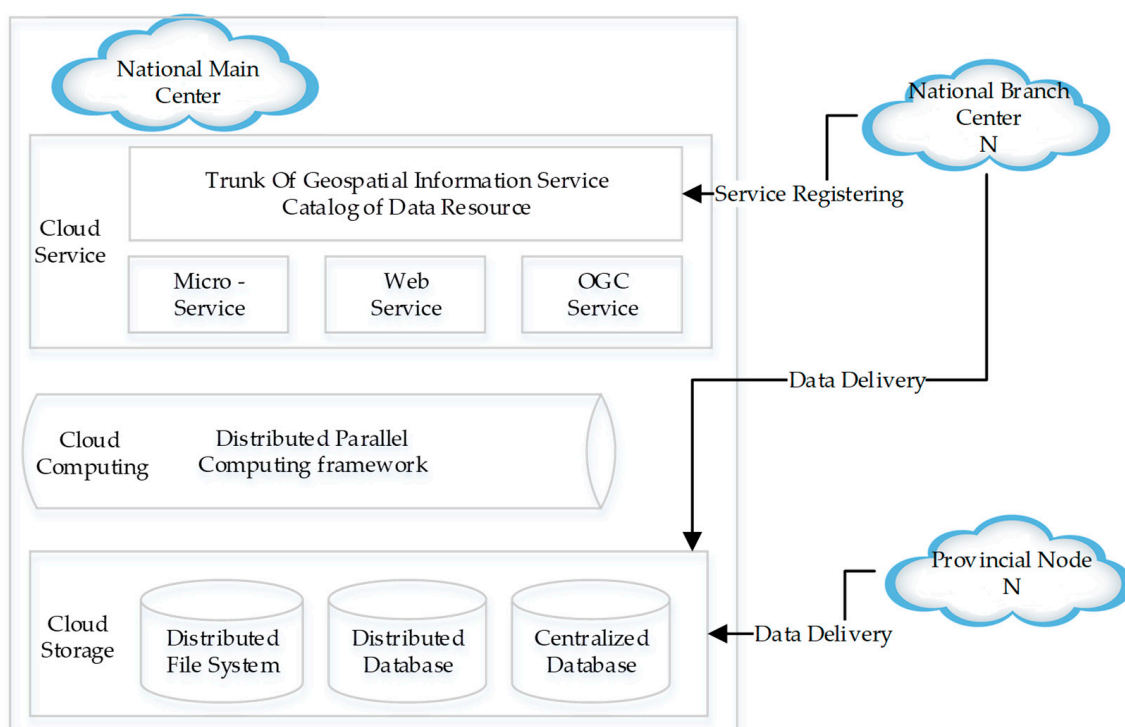 National Main
Center
National Branch
Center
N
Trunk Of Geospatial Information Service
Catalog of Data Resource
Service Registering
Cloud
Service
Micro -
Service
Web
Service
OGC
Service
Data Delivery
Cloud
Computing
Distributed Parallel
Computing framework
Provincial Node
N
Cloud
Storage
Distributed
File System
Distributed
Database
Centralized
Database
Data Delivery